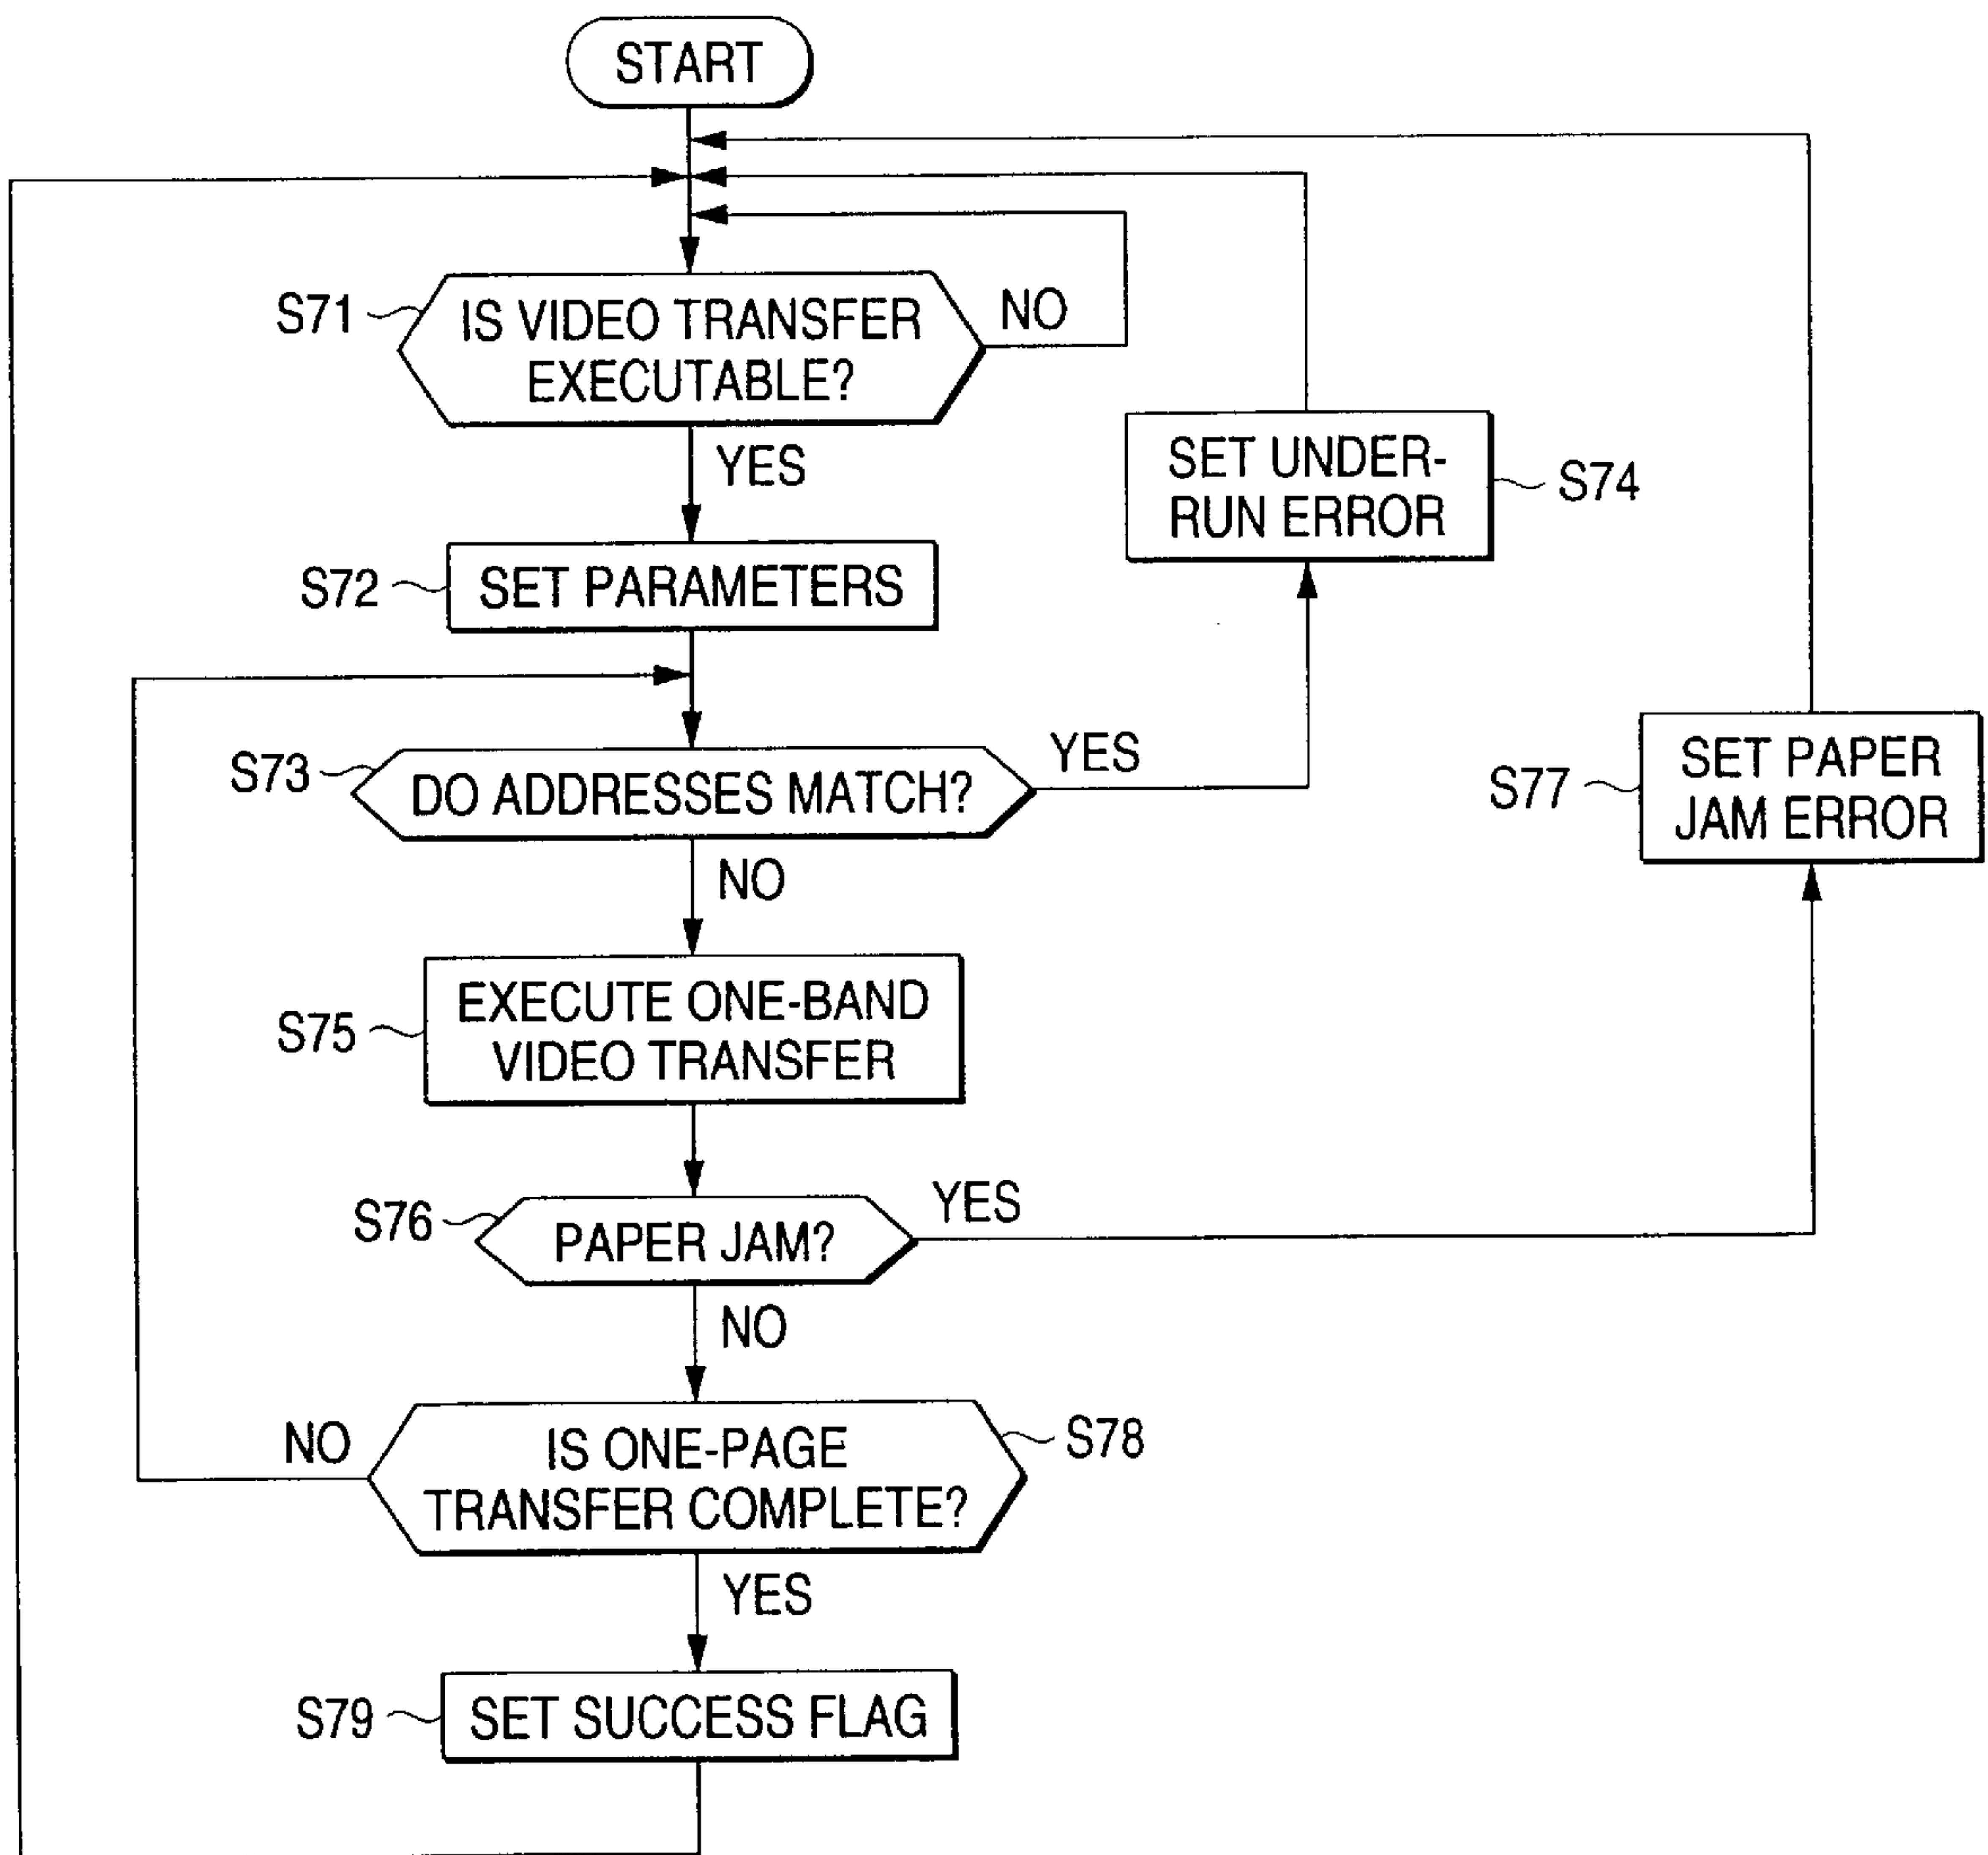 START
S71
IS VIDEO TRANSFER
EXECUTABLE?
NO
YES
SET UNDER-
RUN ERROR
S74
S72
SET PARAMETERS
S73
DO ADDRESSES MATCH?
YES
NO
S77
SET PAPER
JAM ERROR
S75
EXECUTE ONE-BAND
VIDEO TRANSFER
S76
PAPER JAM?
YES
NO
NO
IS ONE-PAGE
TRANSFER COMPLETE?
S78
YES
S79
SET SUCCESS FLAG